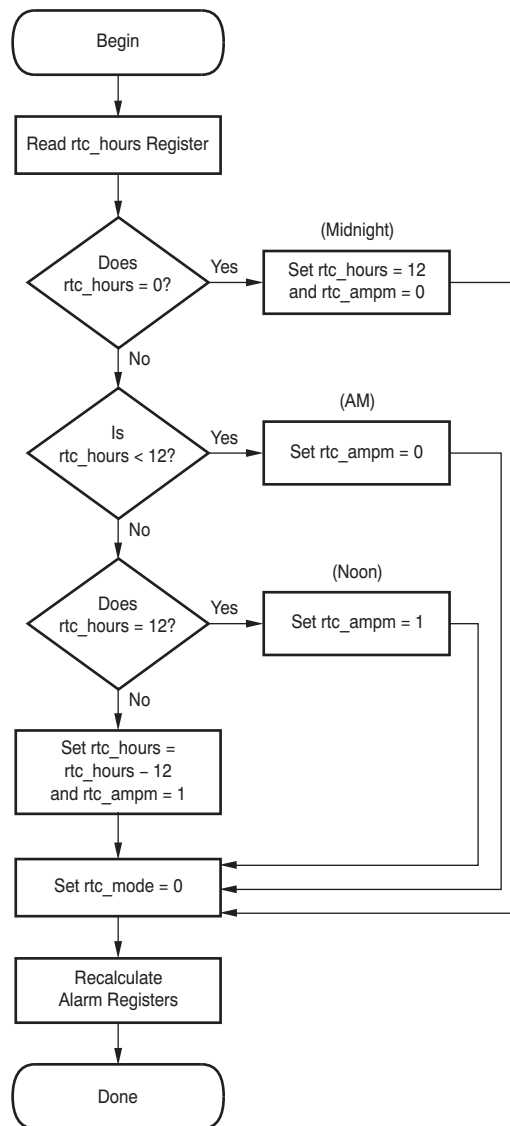 Begin
Read rtc_hours Register
(Midnight)
Does
rtc_hours = 0?
Yes
Set rtc_hours = 12
and rtc_ampm = 0
No
(AM)
Is
rtc_hours < 12?
Yes
Set rtc_ampm = 0
No
(Noon)
Does
rtc_hours = 12?
Yes
Set rtc_ampm = 1
No
Set rtc_hours =
rtc_hours − 12
and rtc_ampm = 1
Set rtc_mode = 0
Recalculate
Alarm Registers
Done